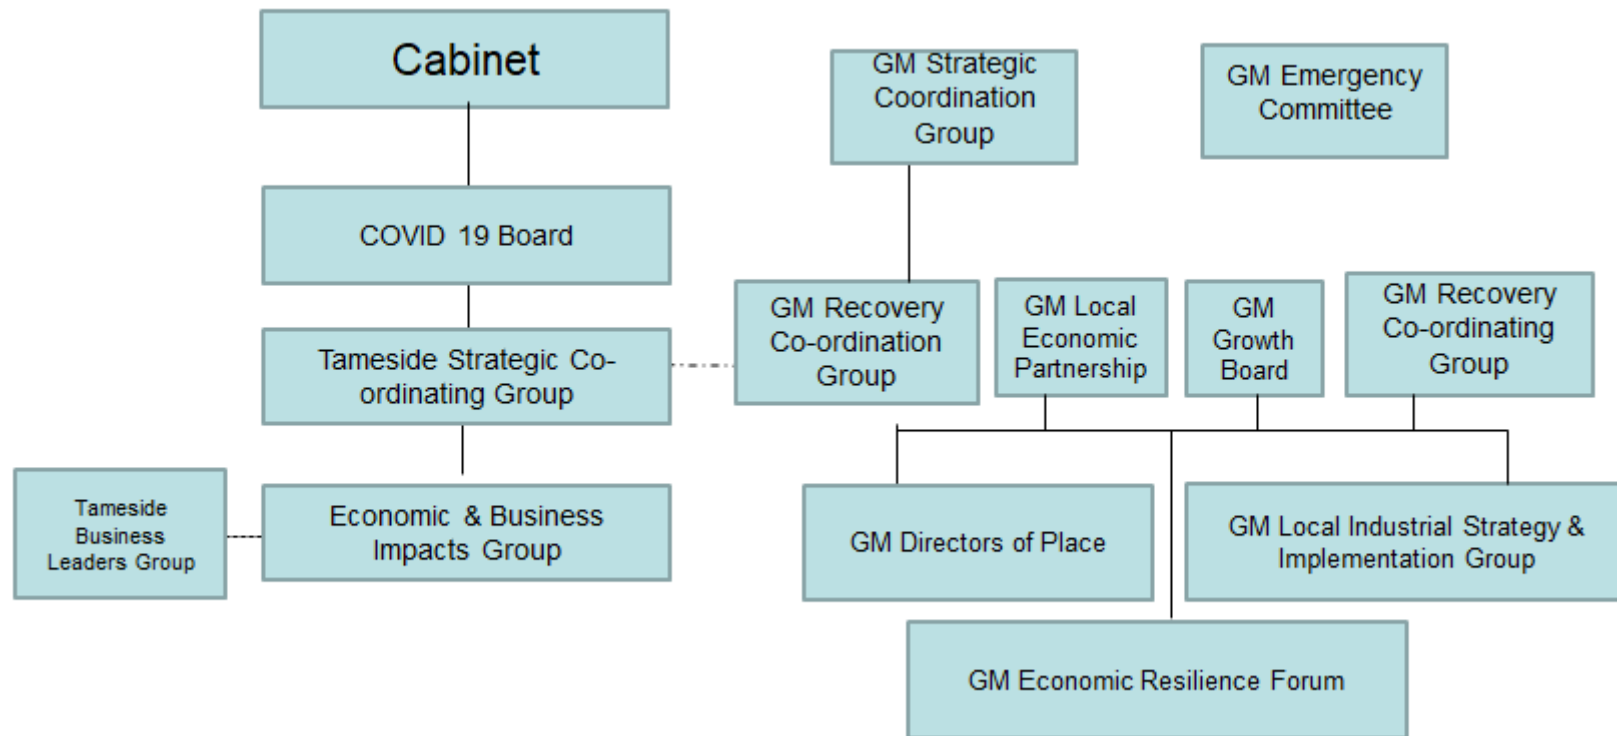 Cabinet
GM Strategic
Coordination
Group
GM Emergency
Committee
COVID 19 Board
GM Recovery
Co-ordination
Group
GM Local
Economic
Partnership
GM
Growth
Board
GM Recovery
Co-ordinating
Group
Tameside Strategic Co-
ordinating Group
Tameside
Business
Leaders Group
Economic & Business
Impacts Group
GM Directors of Place
GM Local Industrial Strategy &
Implementation Group
GM Economic Resilience Forum